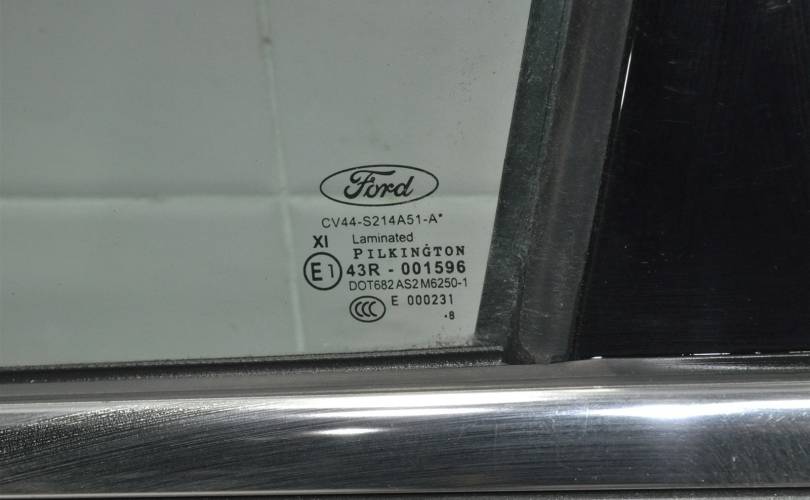 Ford
CV44-S214A51-A*
XI Laminated
PILKINGTON
E1 43R - 001596
DOT682 AS2 M6250-1
CCC E 000231
.8